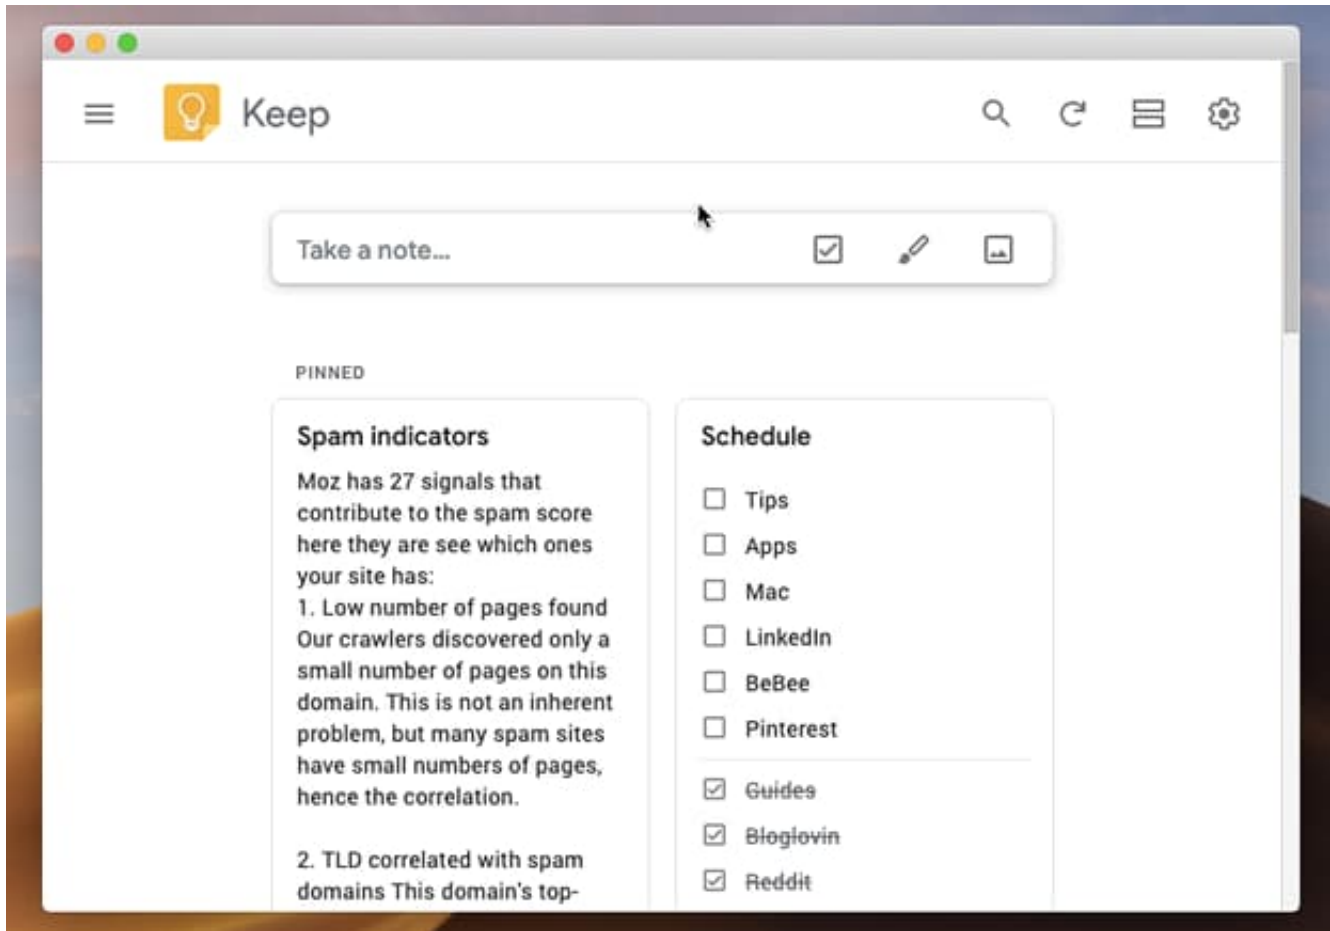 Keep
Take a note...
PINNED
Spam indicators
Moz has 27 signals that
contribute to the spam score
here they are see which ones
your site has:
1. Low number of pages found
Our crawlers discovered only a
small number of pages on this
domain. This is not an inherent
problem, but many spam sites
have small numbers of pages,
hence the correlation.
2. TLD correlated with spam
domains This domain's top-
Schedule
Tips
Apps
Mac
LinkedIn
BeBee
Pinterest
Guides
Bloglovin
Reddit